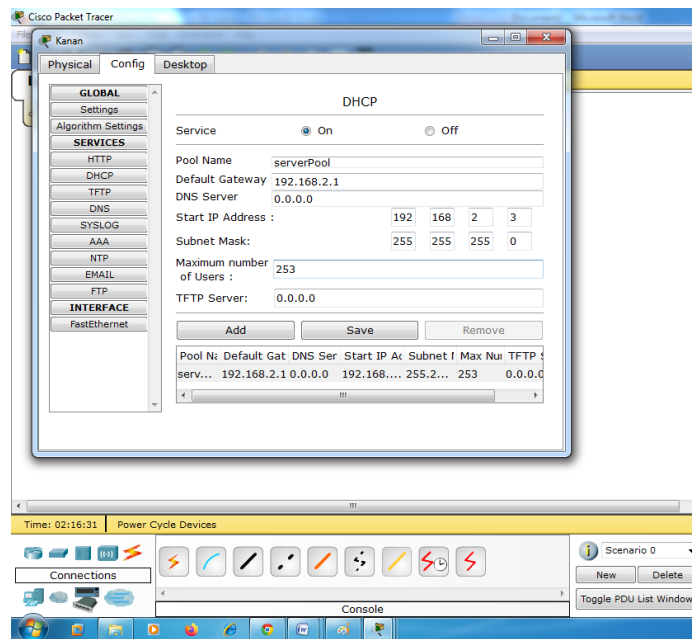 Cisco Packet Tracer
Kanan
Physical Config Desktop
GLOBAL
Settings
Algorithm Settings
SERVICES
HTTP
DHCP
TFTP
DNS
SYSLOG
AAA
NTP
EMAIL
FTP
INTERFACE
FastEthernet
DHCP
Service On Off
Pool Name serverPool
Default Gateway 192.168.2.1
DNS Server 0.0.0.0
Start IP Address : 192 168 2 3
Subnet Mask: 255 255 255 0
Maximum number
of Users : 253
TFTP Server: 0.0.0.0
Add Save Remove
Pool Na Default Gat DNS Ser Start IP Ac Subnet Max Nu TFTP
serv... 192.168.2.1 0.0.0.0 192.168.... 255.2... 253 0.0.0.0
Time: 02:16:31 Power Cycle Devices
Connections
Console
Scenario 0
New Delete
Toggle PDU List Window